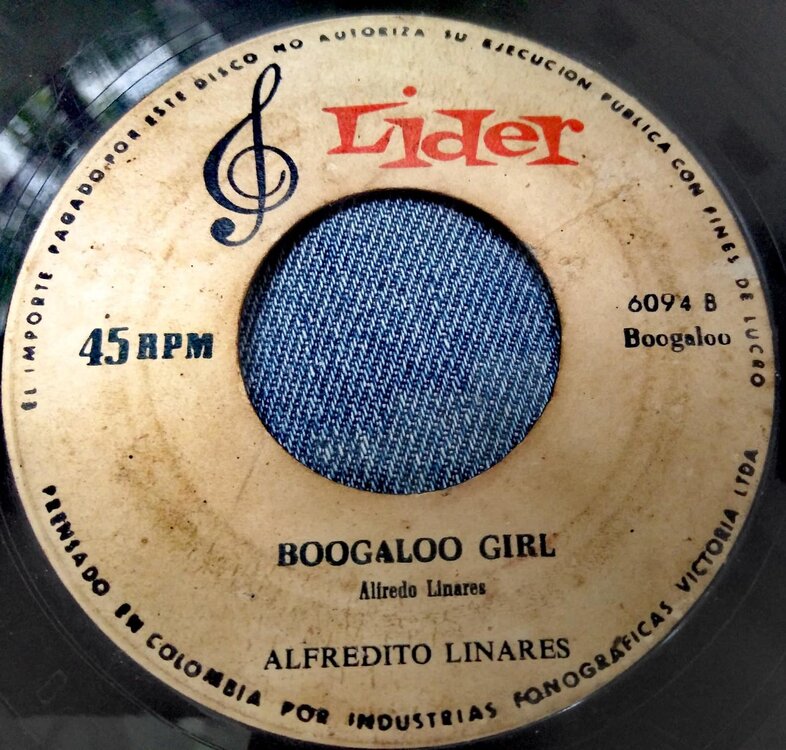 EL IMPORTE PAGADO POR ESTE DISCO NO AUTORIZA SU EJECUCION PUBLICA CON FINES DE LUCRO
Lider
45 RPM
6094 B
Boogaloo
BOOGALOO GIRL
Alfredo Linares
ALFREDITO LINARES
PRENSADO EN COLOMBIA POR INDUSTRIAS FONOGRAFICAS VICTORIA LTDA